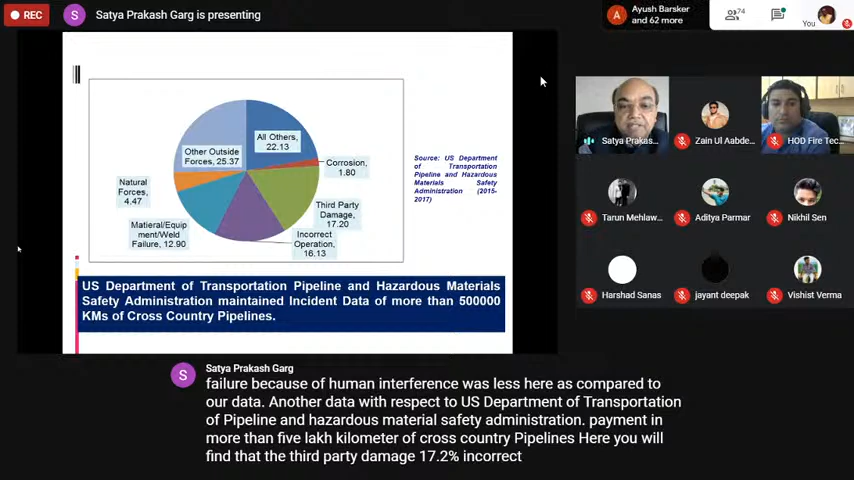 REC
S
Satya Prakash Garg is presenting
A
Ayush Barsker
and 62 more
74
You
All Others,
22.13
Other Outside
Forces, 25.37
Corrosion,
1.80
Natural
Forces,
4.47
Third Party
Damage,
17.20
Matieral/Equip
ment/Weld
Failure, 12.90
Incorrect
Operation,
16.13
Source: US Department
of Transportation
Pipeline and Hazardous
Materials Safety
Administration (2015-
2017)
US Department of Transportation Pipeline and Hazardous Materials
Safety Administration maintained Incident Data of more than 500000
KMs of Cross Country Pipelines.
Satya Prakas...
Zain Ul Aabde...
HOD Fire Tec...
Tarun Mehlaw...
Aditya Parmar
Nikhil Sen
Harshad Sanas
jayant deepak
Vishist Verma
S
Satya Prakash Garg
failure because of human interference was less here as compared to
our data. Another data with respect to US Department of Transportation
of Pipeline and hazardous material safety administration. payment in
more than five lakh kilometer of cross country Pipelines Here you will
find that the third party damage 17.2% incorrect